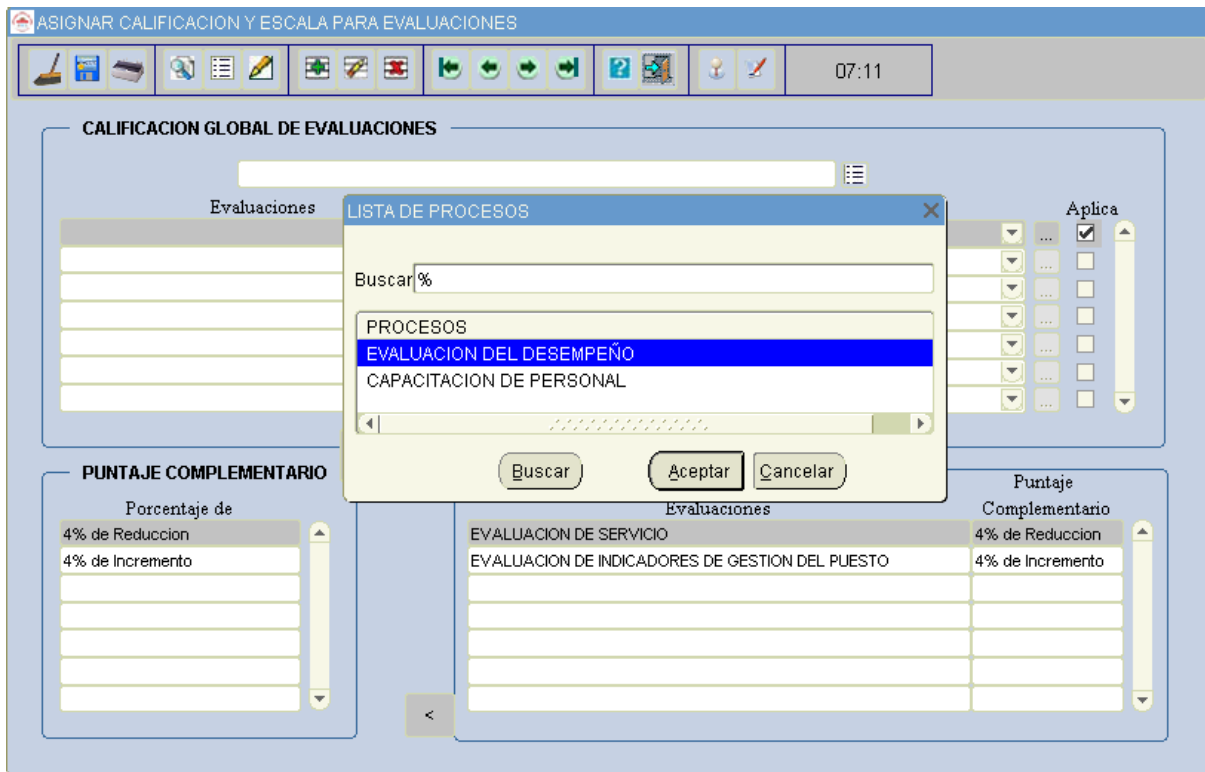 ASIGNAR CALIFICACION Y ESCALA PARA EVALUACIONES
07:11
CALIFICACION GLOBAL DE EVALUACIONES
Evaluaciones
Aplica
...
...
...
...
...
...
...
LISTA DE PROCESOS
Buscar %
PROCESOS
EVALUACION DEL DESEMPEÑO
CAPACITACION DE PERSONAL
Buscar Aceptar Cancelar
PUNTAJE COMPLEMENTARIO
Porcentaje de
4% de Reduccion
4% de Incremento
<
Evaluaciones Puntaje Complementario
EVALUACION DE SERVICIO 4% de Reduccion
EVALUACION DE INDICADORES DE GESTION DEL PUESTO 4% de Incremento